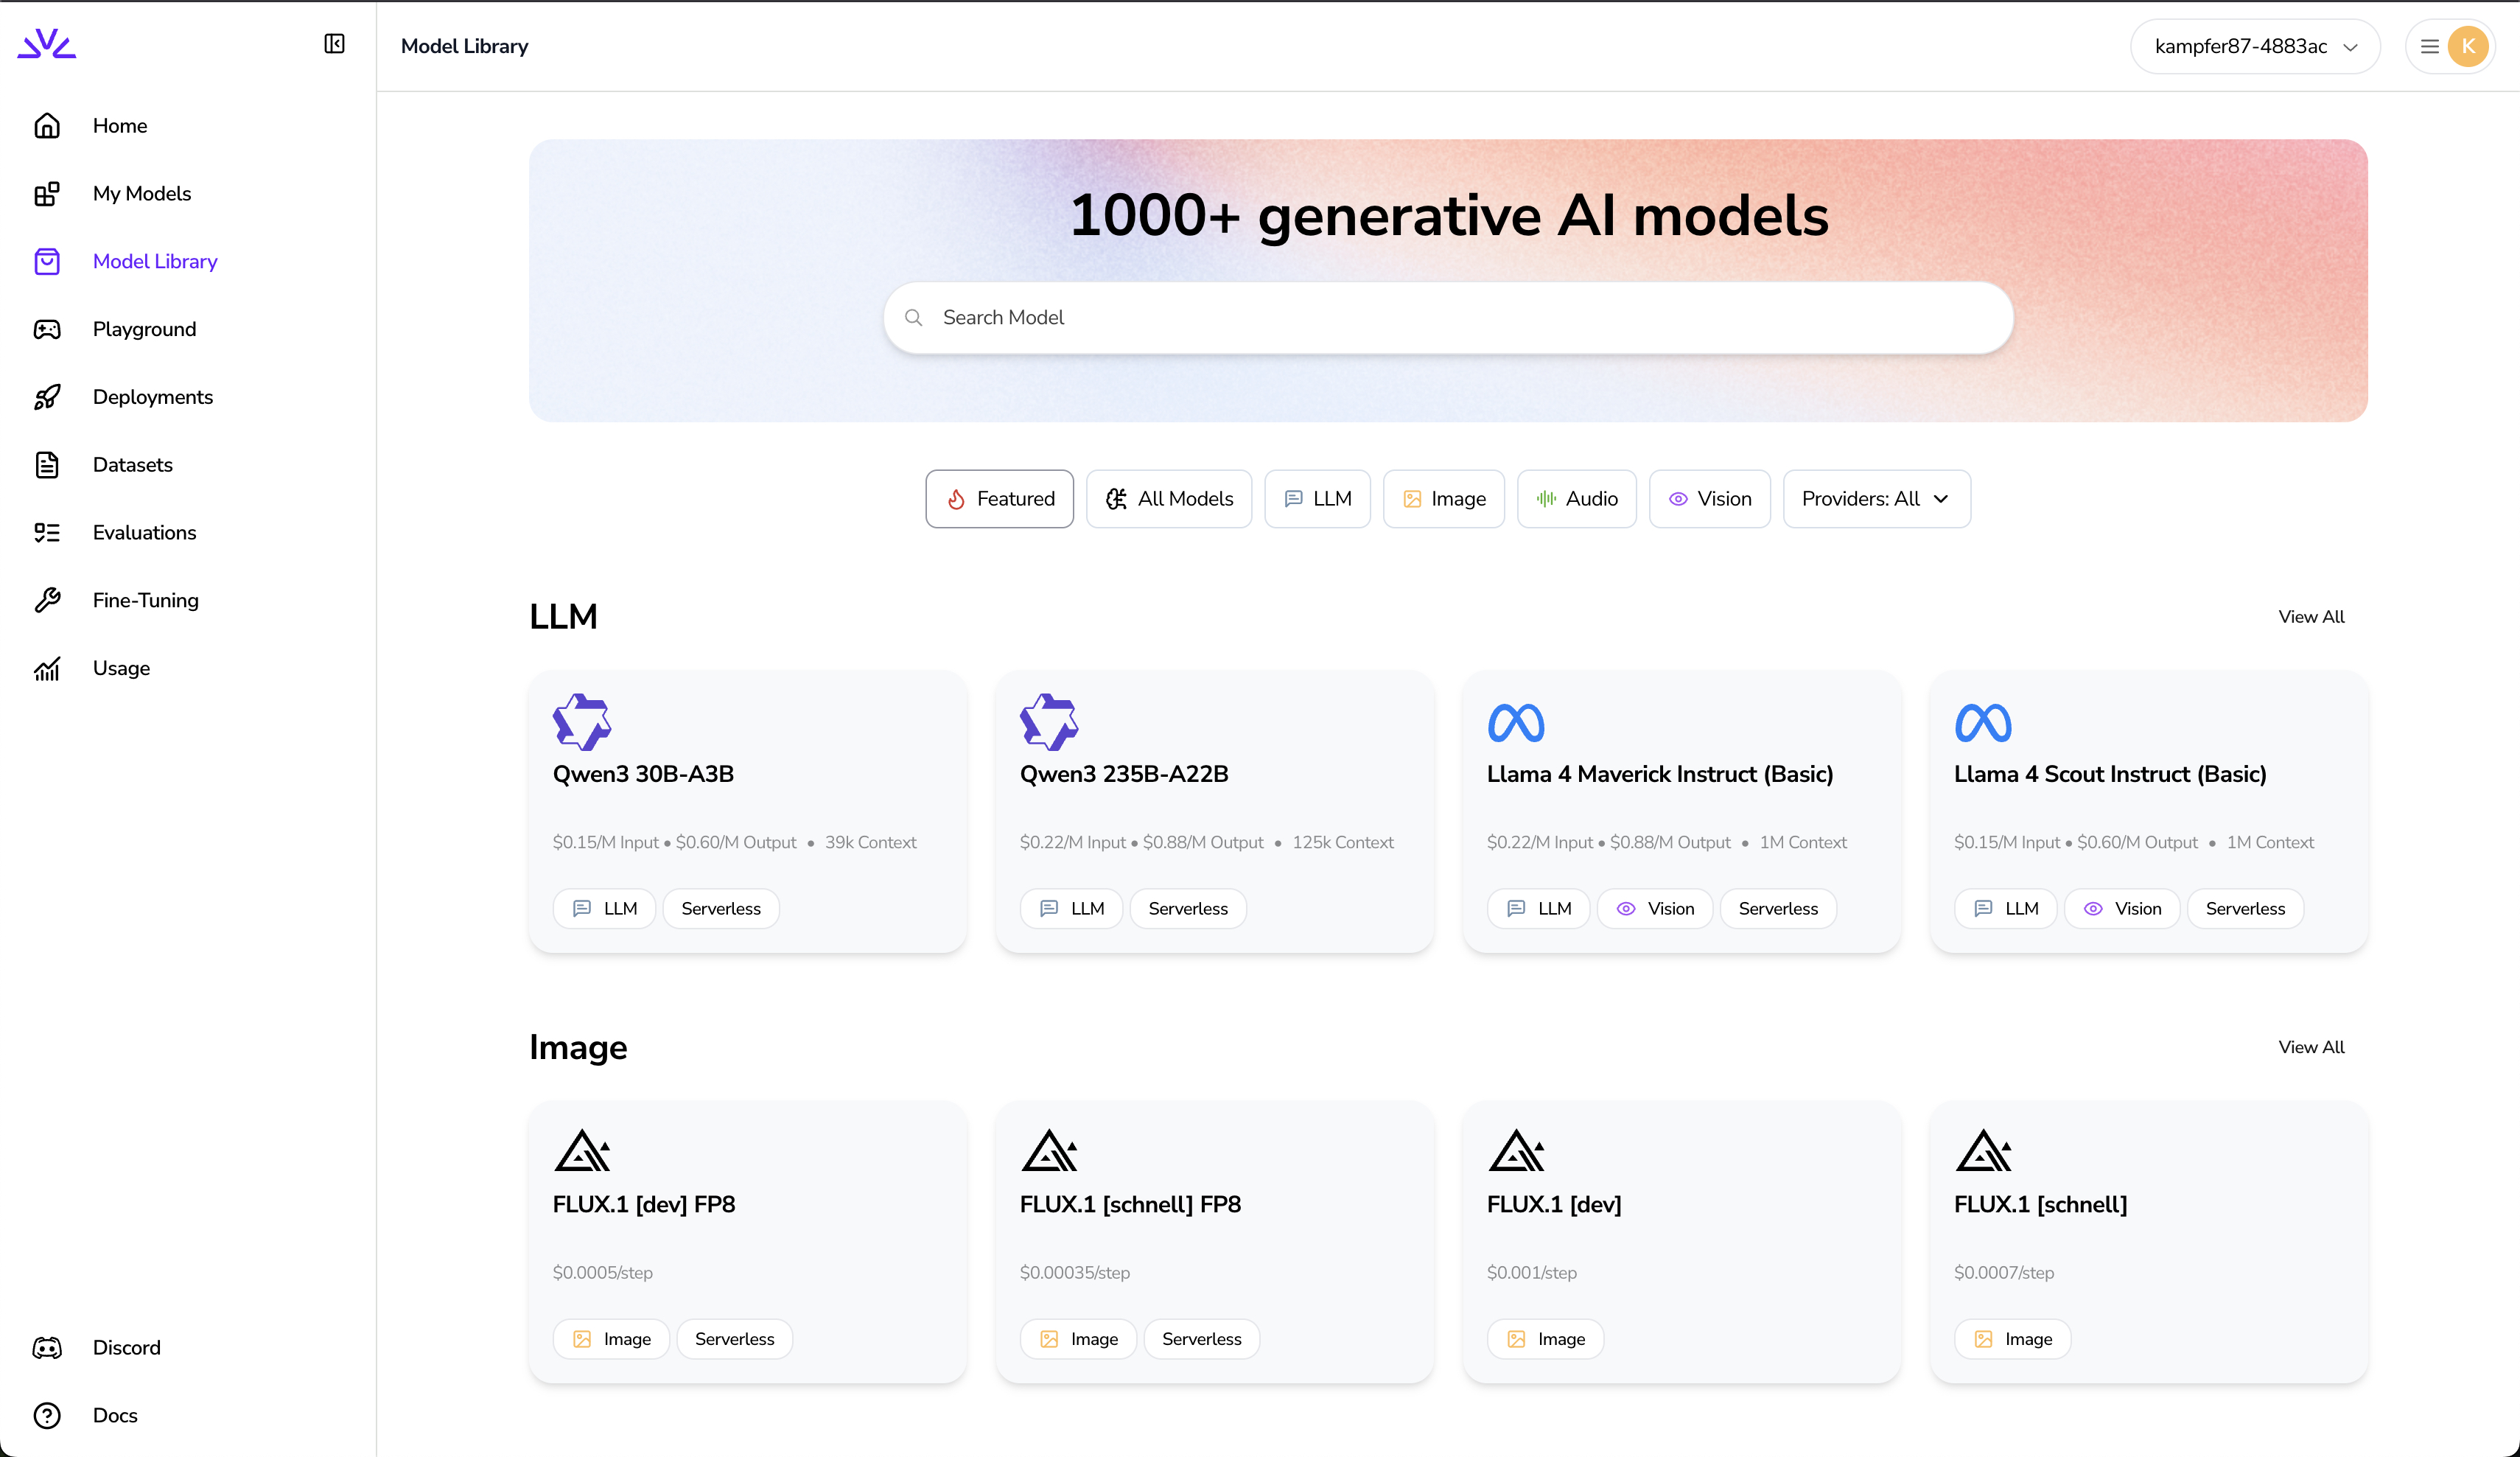 Model Library
kampfer87-4883ac
K
Home
My Models
Model Library
Playground
Deployments
Datasets
Evaluations
Fine-Tuning
Usage
Discord
Docs
1000+ generative AI models
Search Model
Featured
All Models
LLM
Image
Audio
Vision
Providers: All
LLM
View All
Qwen3 30B-A3B
$0.15/M Input • $0.60/M Output • 39k Context
LLM
Serverless
Qwen3 235B-A22B
$0.22/M Input • $0.88/M Output • 125k Context
LLM
Serverless
Llama 4 Maverick Instruct (Basic)
$0.22/M Input • $0.88/M Output • 1M Context
LLM
Vision
Serverless
Llama 4 Scout Instruct (Basic)
$0.15/M Input • $0.60/M Output • 1M Context
LLM
Vision
Serverless
Image
View All
FLUX.1 [dev] FP8
$0.0005/step
Image
Serverless
FLUX.1 [schnell] FP8
$0.00035/step
Image
Serverless
FLUX.1 [dev]
$0.001/step
Image
FLUX.1 [schnell]
$0.0007/step
Image